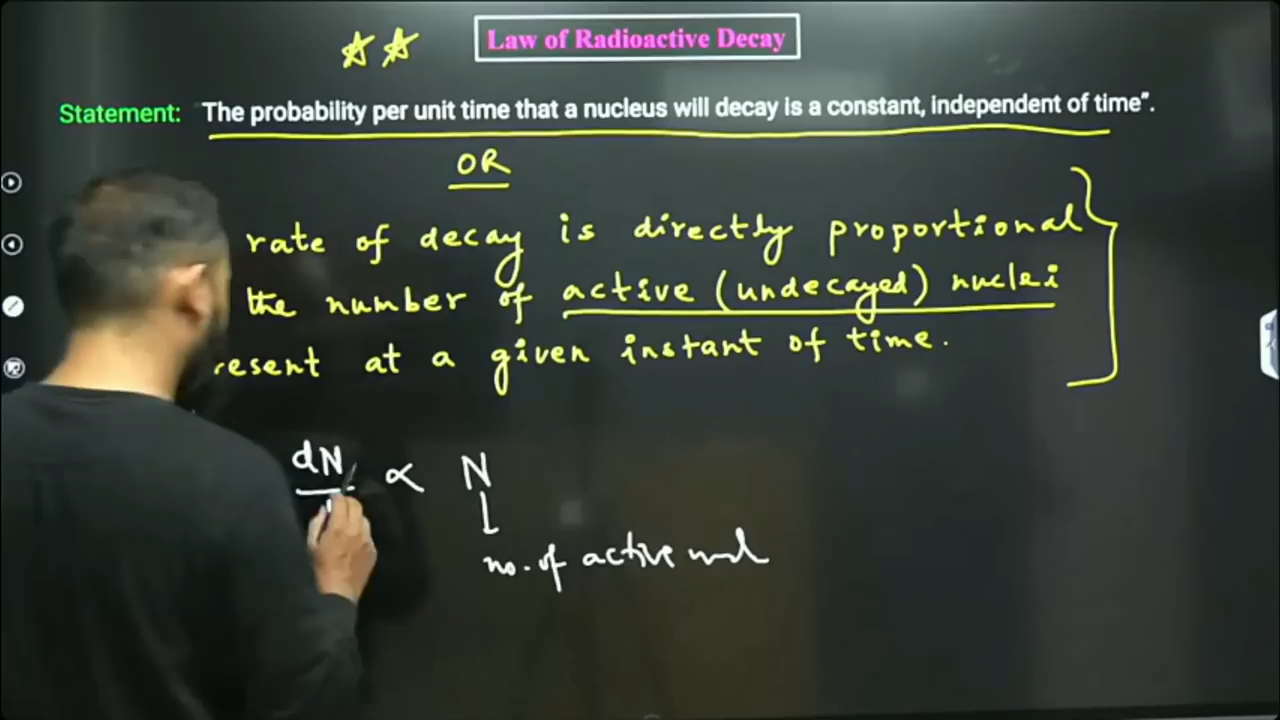 Law of Radioactive Decay
Statement: The probability per unit time that a nucleus will decay is a constant, independent of time".
OR
rate of decay is directly proportional
the number of active (undecayed) nuclei
resent at a given instant of time.
dN ∝ N
no. of active